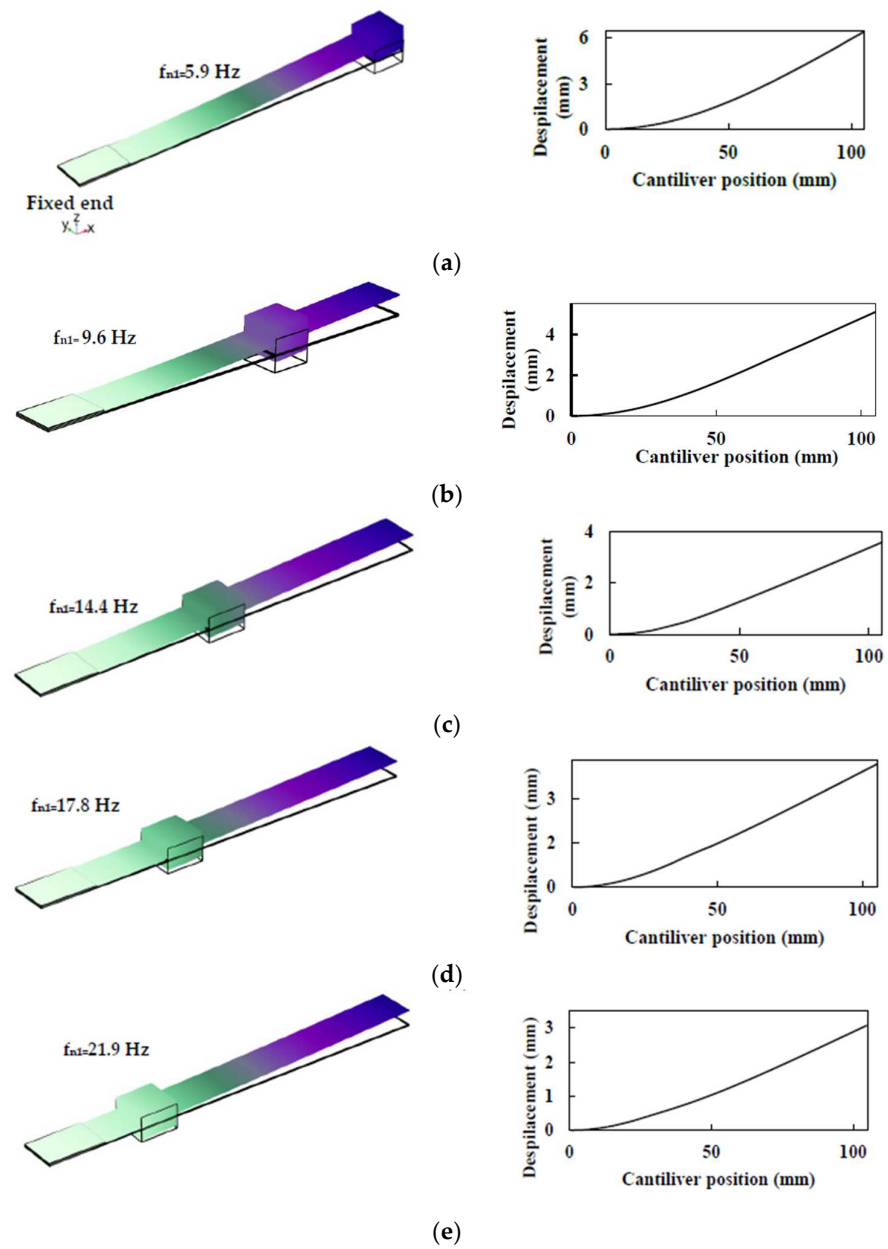 fn1=5.9 Hz
Fixed end
z
y
x
Despilacement
(mm)
6
3
0
0 50 100
Cantiliver position (mm)
(a)
fn1= 9.6 Hz
Despilacement
(mm)
4
2
0
0 50 100
Cantiliver position (mm)
(b)
fn1=14.4 Hz
Despilacement
(mm)
4
2
0
0 50 100
Cantiliver position (mm)
(c)
fn1=17.8 Hz
Despilacement (mm)
3
2
0
0 50 100
Cantiliver position (mm)
(d)
fn1=21.9 Hz
Despilacement (mm)
3
2
1
0
0 50 100
Cantiliver position (mm)
(e)